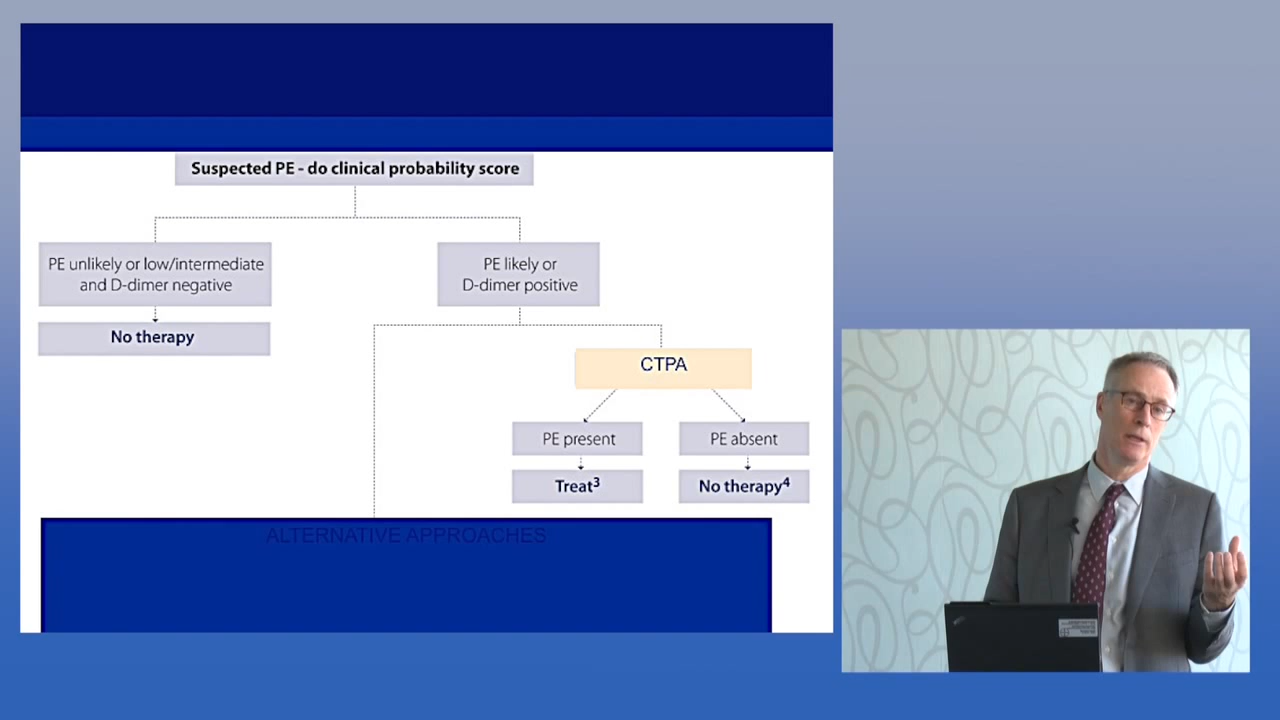 Suspected PE - do clinical probability score
PE unlikely or low/intermediate
and D-dimer negative
No therapy
PE likely or
D-dimer positive
CTPA
PE present
PE absent
Treat3
No therapy4
ALTERNATIVE APPROACHES